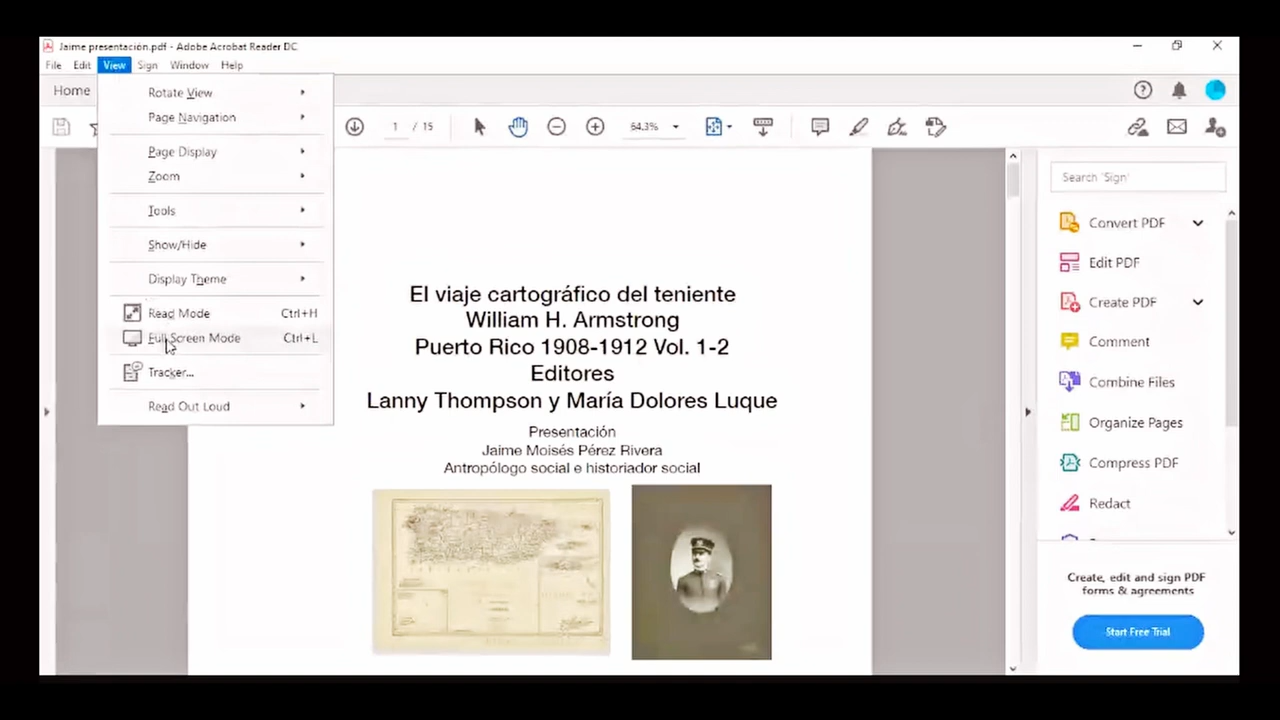 Jaime presentación.pdf - Adobe Acrobat Reader DC
File Edit View Sign Window Help
Home
1 / 15 64.3%
Rotate View
Page Navigation
Page Display
Zoom
Tools
Show/Hide
Display Theme
Read Mode Ctrl+H
Full Screen Mode Ctrl+L
Tracker...
Read Out Loud
El viaje cartográfico del teniente
William H. Armstrong
Puerto Rico 1908-1912 Vol. 1-2
Editores
Lanny Thompson y María Dolores Luque
Presentación
Jaime Moisés Pérez Rivera
Antropólogo social e historiador social
Search 'Sign'
Convert PDF
Edit PDF
Create PDF
Comment
Combine Files
Organize Pages
Compress PDF
Redact
Create, edit and sign PDF
forms & agreements
Start Free Trial